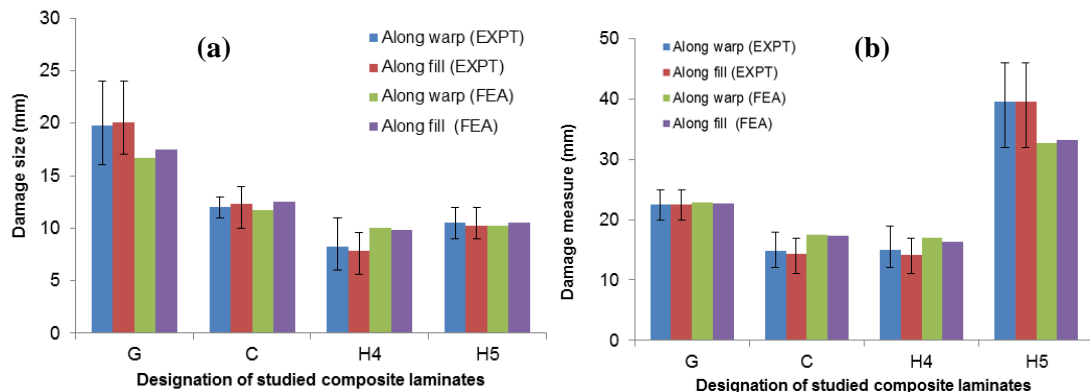 (a)
Damage size (mm)
30
25
20
15
10
5
0
Along warp (EXPT)
Along fill (EXPT)
Along warp (FEA)
Along fill (FEA)
G C H4 H5
Designation of studied composite laminates
(b)
Damage measure (mm)
50
40
30
20
10
0
Along warp (EXPT)
Along fill (EXPT)
Along warp (FEA)
Along fill (FEA)
G C H4 H5
Designation of studied composite laminates